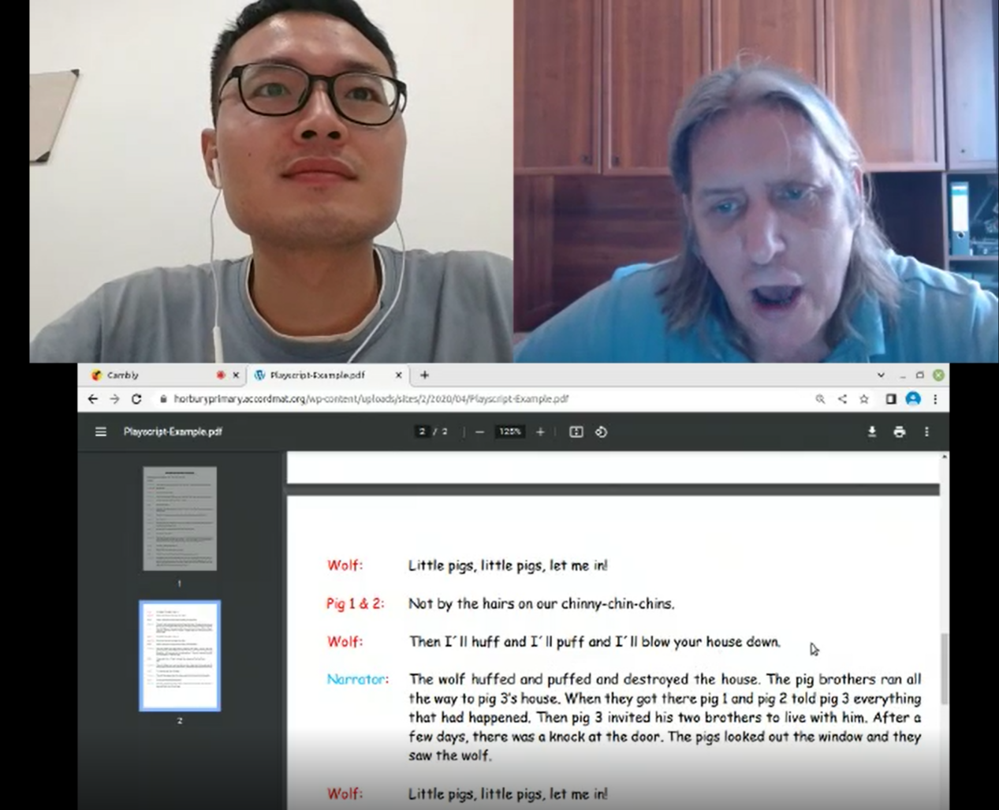 Cambly
Playscript-Example.pdf
horburyprimary.accordmat.org/wp-content/uploads/sites/2/2020/04/Playscript-Example.pdf
Playscript-Example.pdf
2 / 2
125%
1
2
Wolf: Little pigs, little pigs, let me in!
Pig 1 & 2: Not by the hairs on our chinny-chin-chins.
Wolf: Then I´ll huff and I´ll puff and I´ll blow your house down.
Narrator: The wolf huffed and puffed and destroyed the house. The pig brothers ran all
the way to pig 3's house. When they got there pig 1 and pig 2 told pig 3 everything
that had happened. Then pig 3 invited his two brothers to live with him. After a
few days, there was a knock at the door. The pigs looked out the window and they
saw the wolf.
Wolf: Little pigs, little pigs, let me in!